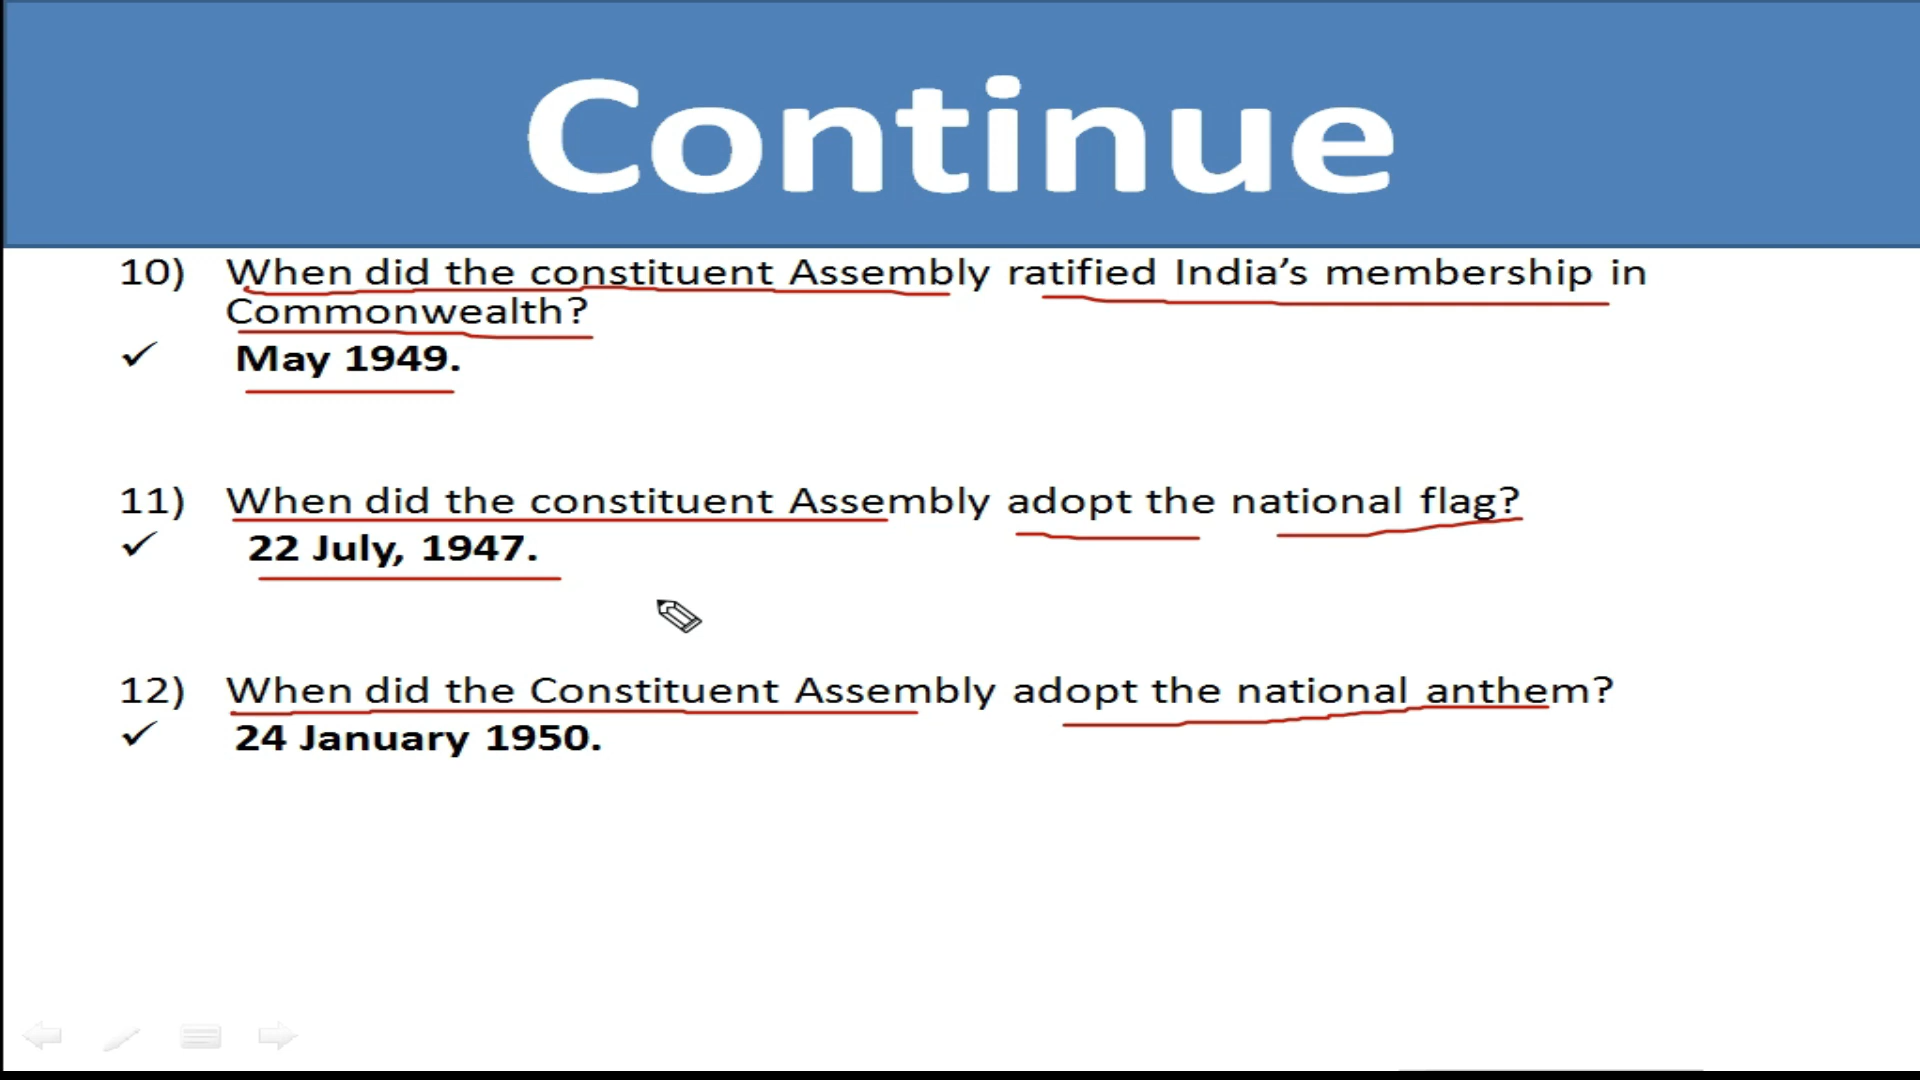 Continue
10) When did the constituent Assembly ratified India’s membership in
Commonwealth?
✓ May 1949.
11) When did the constituent Assembly adopt the national flag?
✓ 22 July, 1947.
12) When did the Constituent Assembly adopt the national anthem?
✓ 24 January 1950.